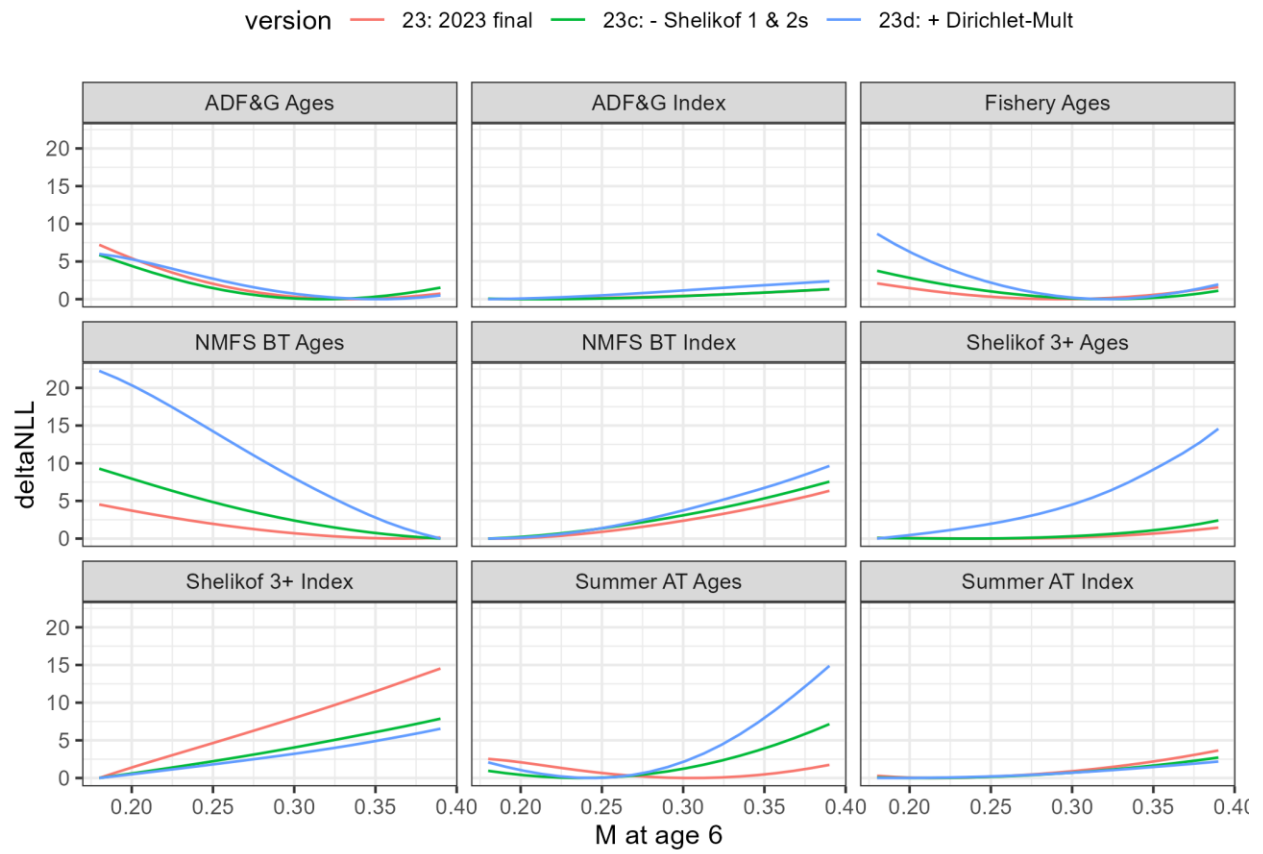 version 23: 2023 final 23c: - Shelikof 1 & 2s 23d: + Dirichlet-Mult
ADF&G Ages ADF&G Index Fishery Ages
20
15
10
5
0
NMFS BT Ages NMFS BT Index Shelikof 3+ Ages
20
15
10
5
0
deltaNLL
Shelikof 3+ Index Summer AT Ages Summer AT Index
20
15
10
5
0
0.20 0.25 0.30 0.35 0.40 0.20 0.25 0.30 0.35 0.40 0.20 0.25 0.30 0.35 0.40
M at age 6